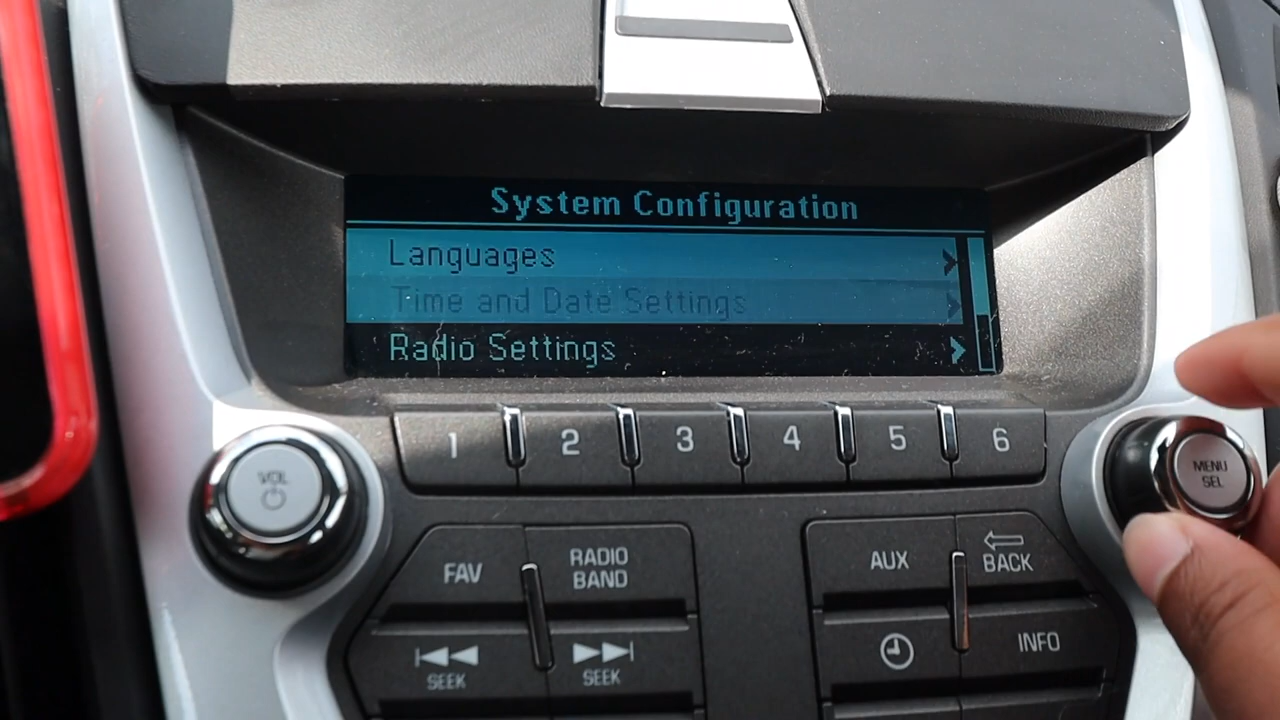 System Configuration
Languages
Time and Date Settings
Radio Settings
1 2 3 4 5 6
VOL
MENU
SEL
FAV
RADIO
BAND
AUX
BACK
SEEK
SEEK
INFO